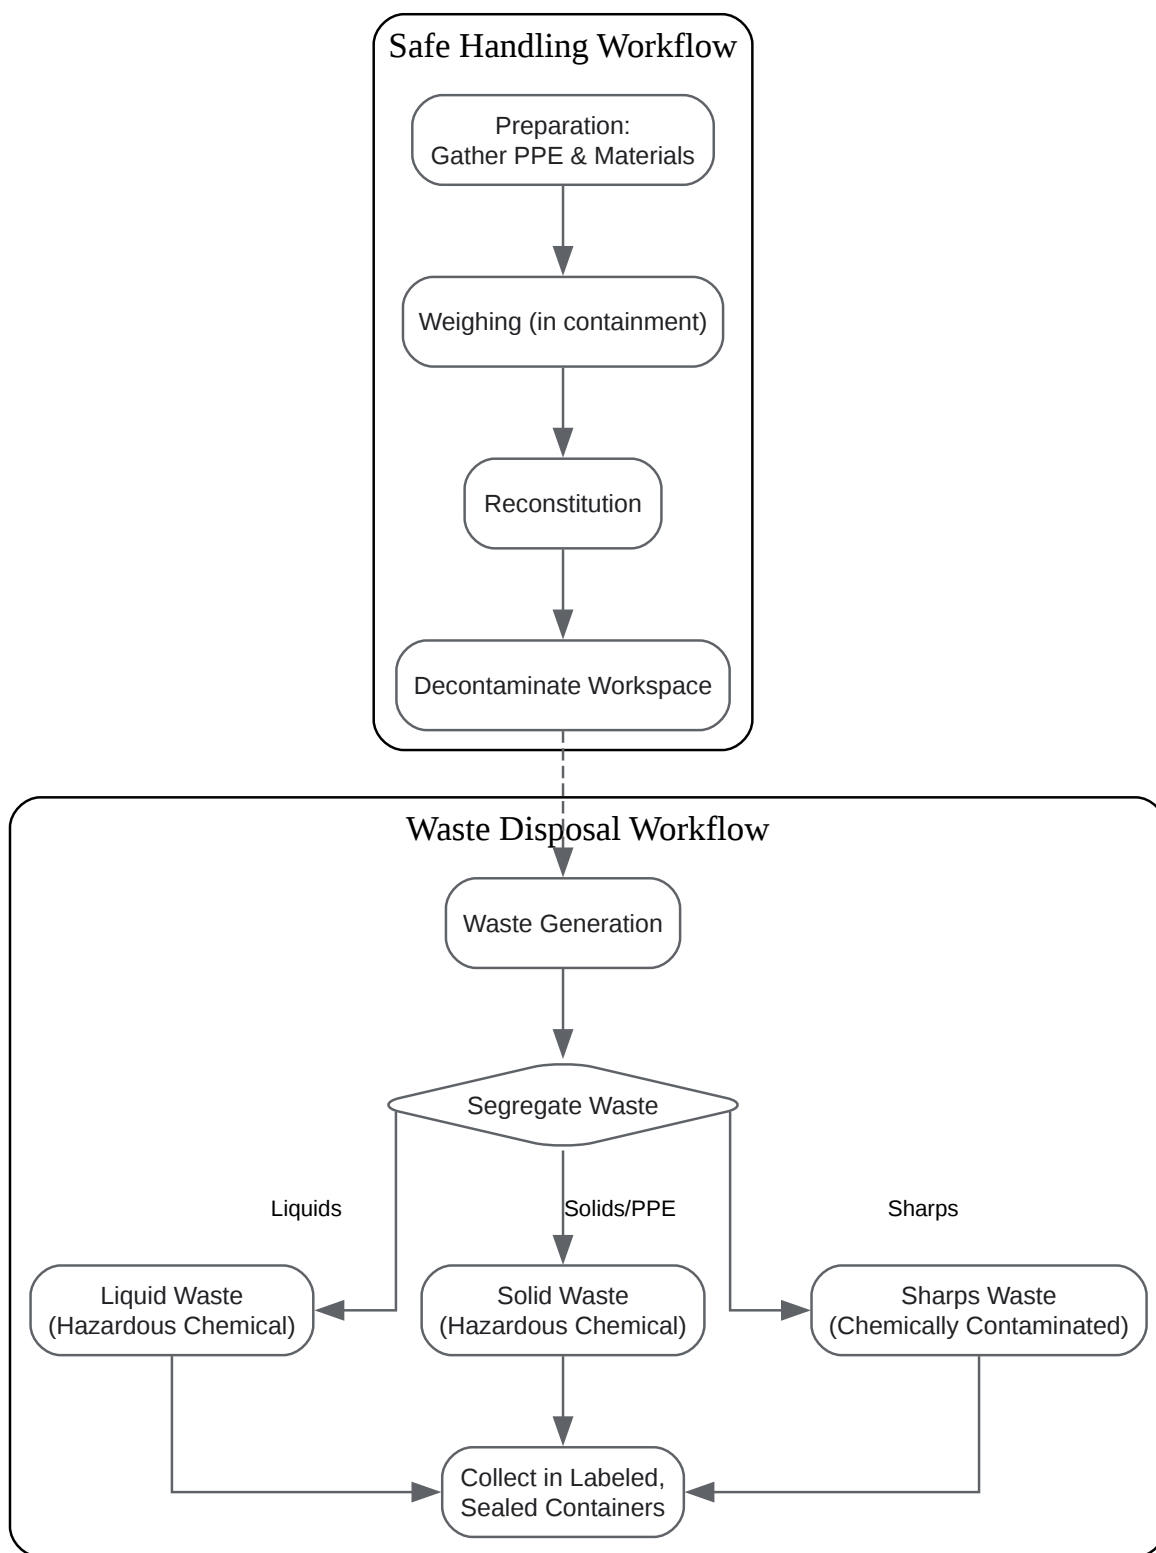 Safe Handling Workflow
Preparation:
Gather PPE & Materials
Weighing (in containment)
Reconstitution
Decontaminate Workspace
Waste Disposal Workflow
Waste Generation
Segregate Waste
Liquids
Solids/PPE
Sharps
Liquid Waste
(Hazardous Chemical)
Solid Waste
(Hazardous Chemical)
Sharps Waste
(Chemically Contaminated)
Collect in Labeled,
Sealed Containers